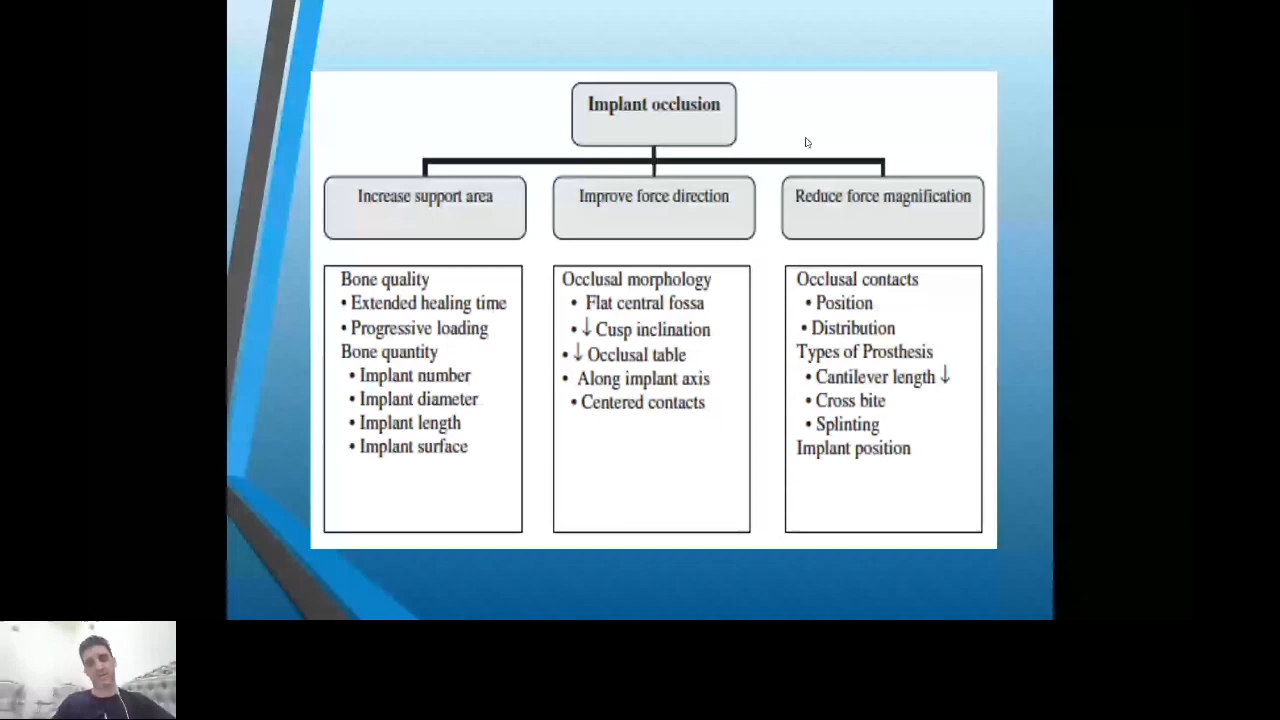 Implant occlusion
Increase support area
Improve force direction
Reduce force magnification
Bone quality
• Extended healing time
• Progressive loading
Bone quantity
• Implant number
• Implant diameter
• Implant length
• Implant surface
Occlusal morphology
• Flat central fossa
• ↓ Cusp inclination
• ↓ Occlusal table
• Along implant axis
• Centered contacts
Occlusal contacts
• Position
• Distribution
Types of Prosthesis
• Cantilever length ↓
• Cross bite
• Splinting
Implant position